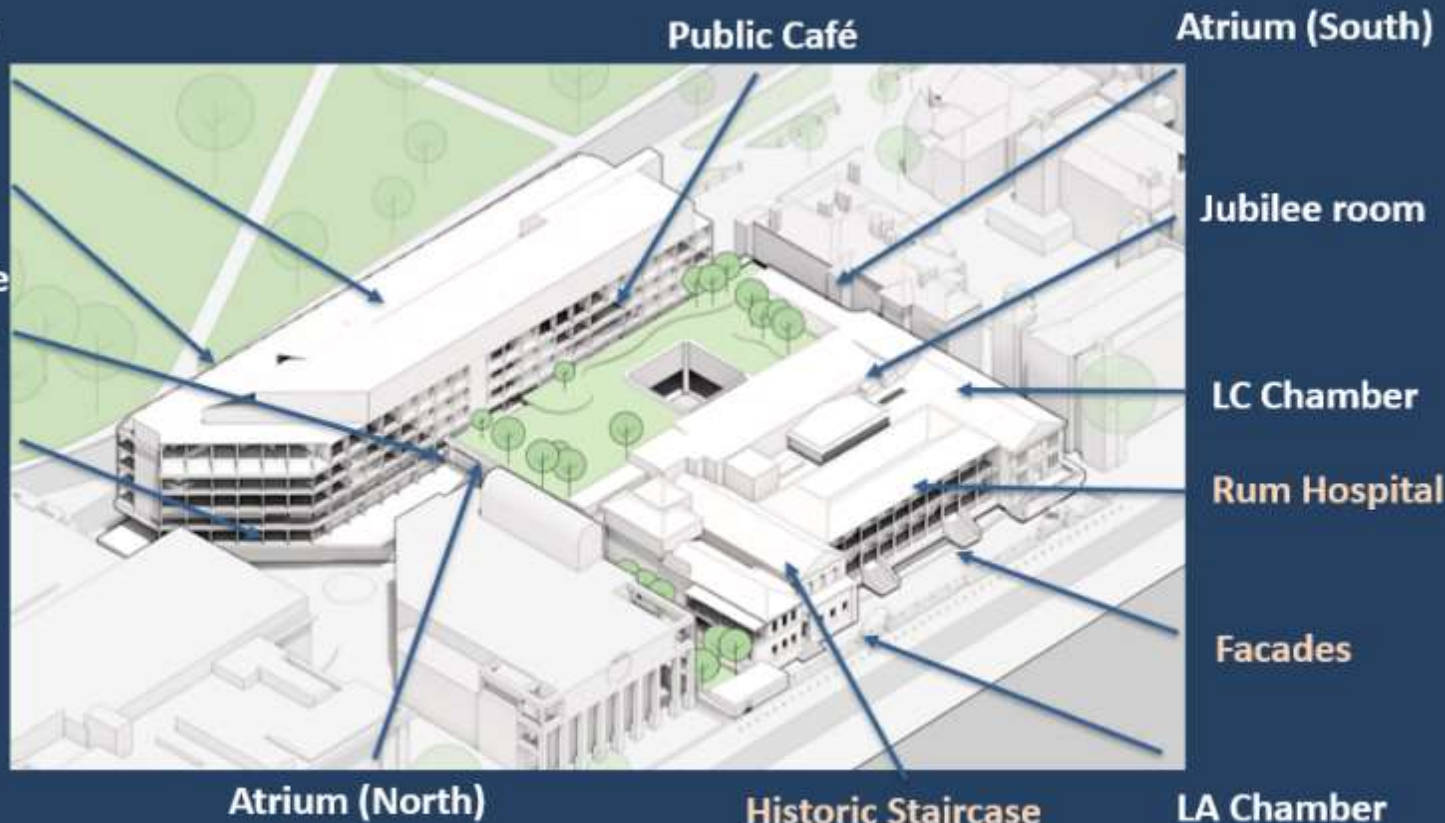 Public Café
Atrium (South)
Jubilee room
LC Chamber
Rum Hospital
Facades
Atrium (North)
Historic Staircase
LA Chamber